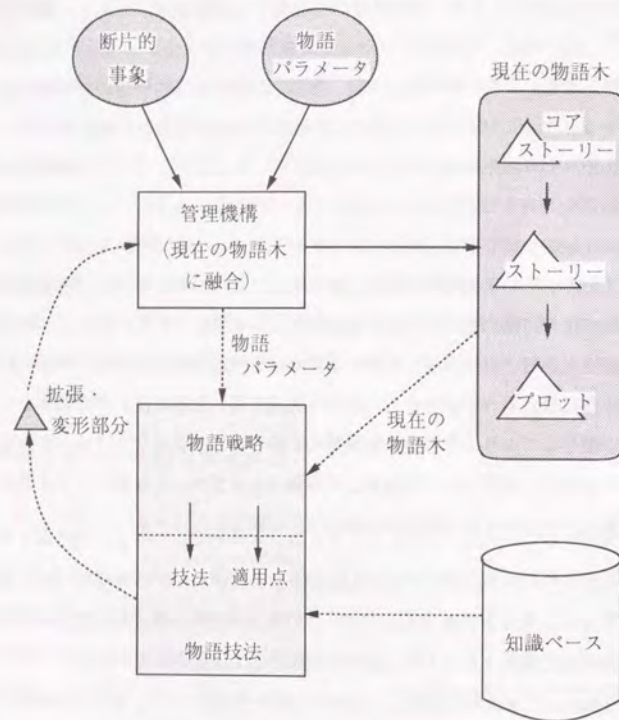 断片的
事象
物語
パラメータ
現在の物語木
コア
ストーリー
ストーリー
プロット
管理機構
(現在の物語木
に融合)
物語
パラメータ
拡張
変形部分
現在の
物語木
物語戦略
技法
適用点
物語技法
知識ベース